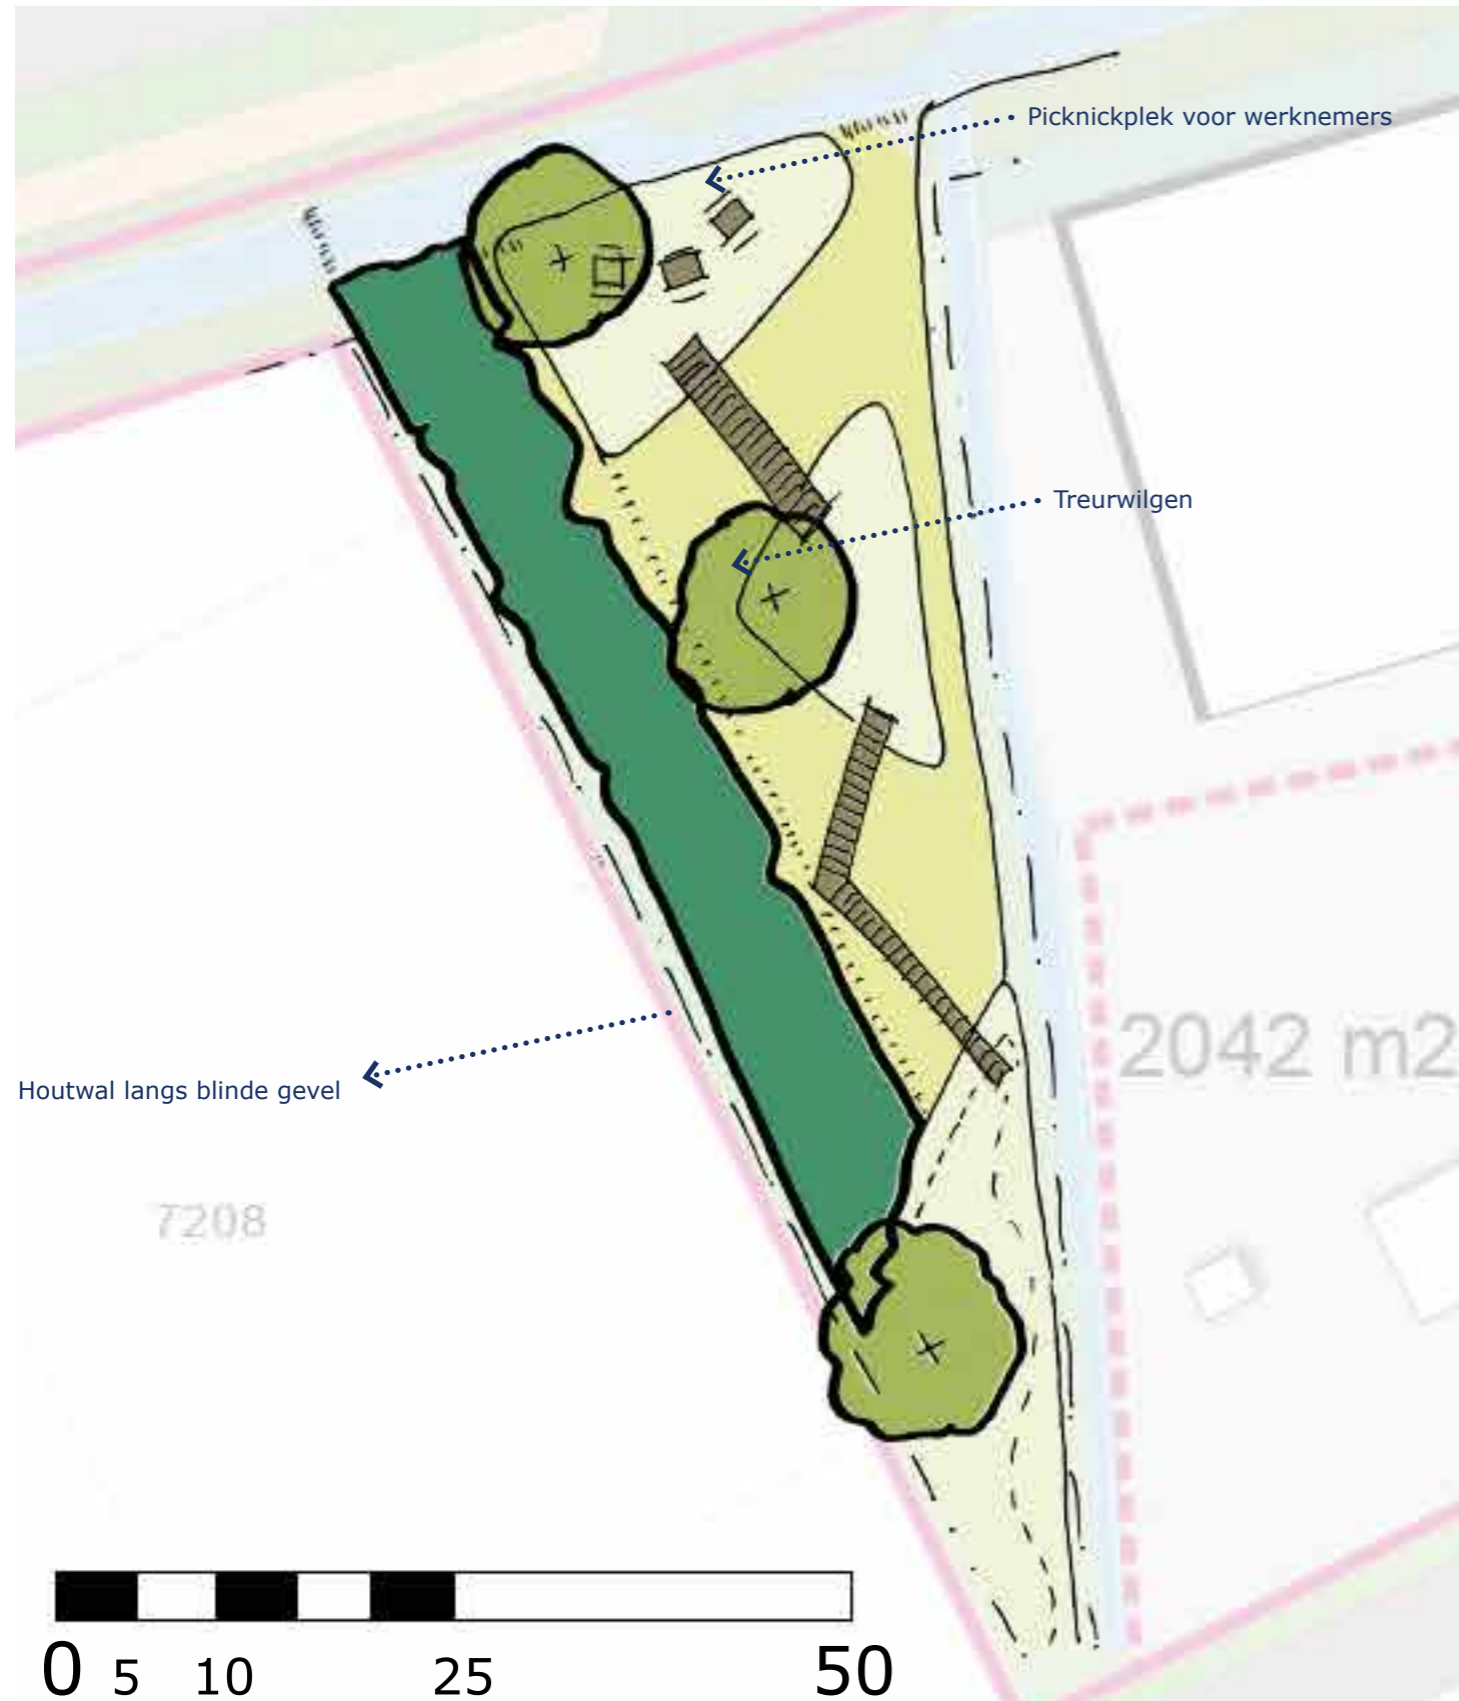 Picknickplek voor werknemers
Treurwilgen
2042 m2
Houtwal langs blinde gevel
7208
0 5 10 25 50